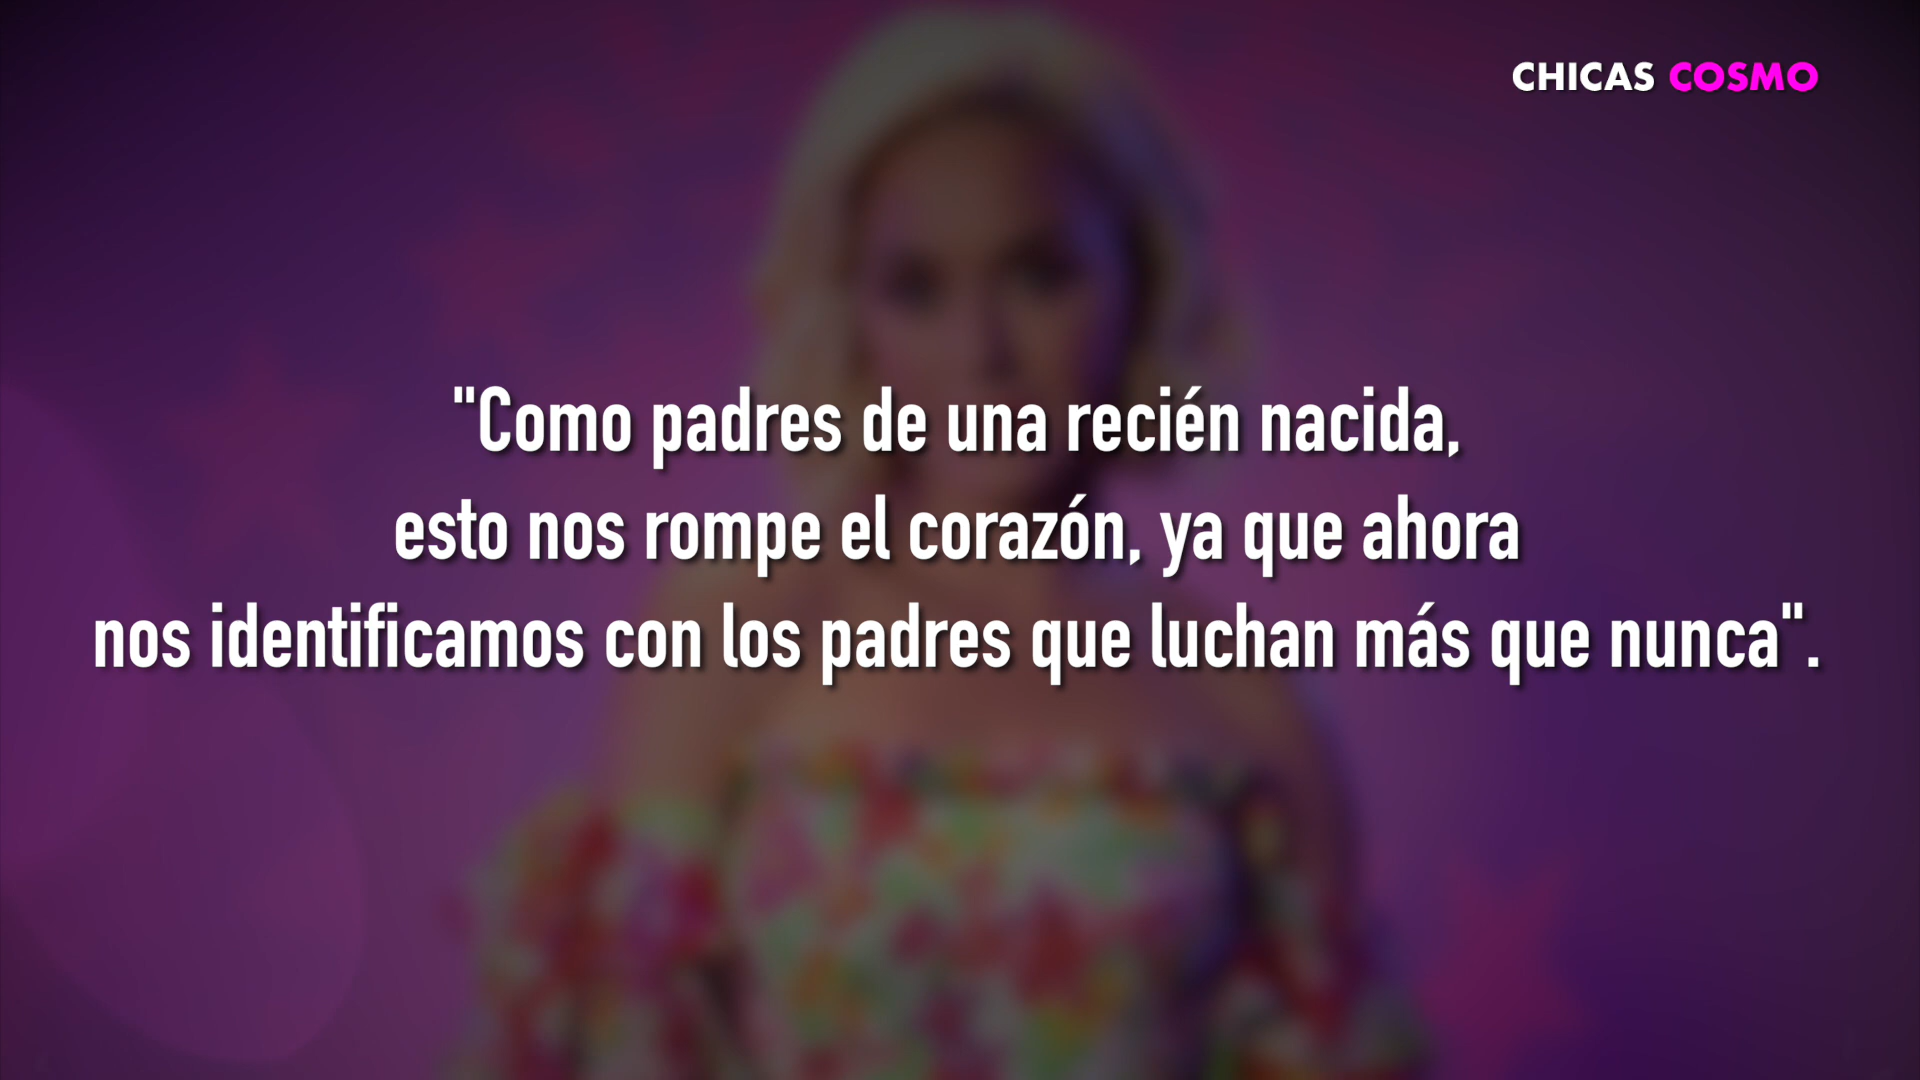 CHICAS COSMO
"Como padres de una recién nacida,
esto nos rompe el corazón, ya que ahora
nos identificamos con los padres que luchan más que nunca".